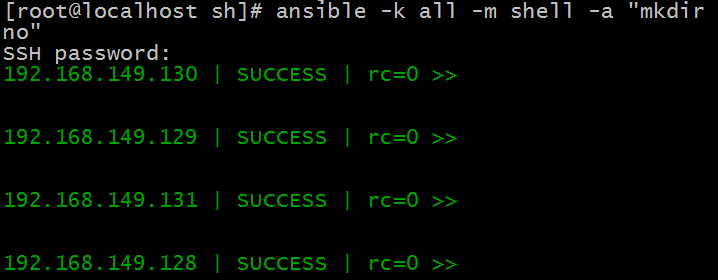 [root@localhost sh]# ansible -k all -m shell -a "mkdir
no"
SSH password:
192.168.149.130 | SUCCESS | rc=0 >>
192.168.149.129 | SUCCESS | rc=0 >>
192.168.149.131 | SUCCESS | rc=0 >>
192.168.149.128 | SUCCESS | rc=0 >>